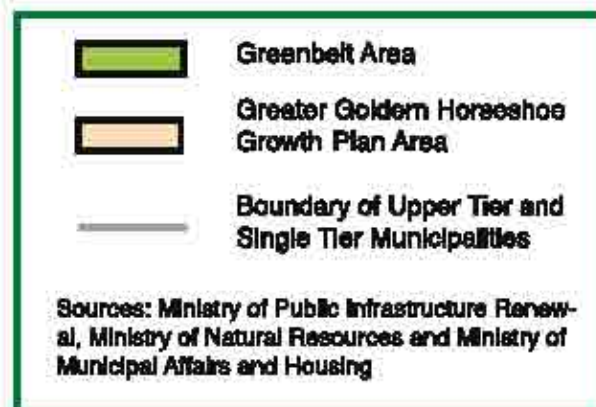 Greenbelt Area
Greater Goldern Horseshoe
Growth Plan Area
Boundary of Upper Tier and
Single Tier Municipalities
Sources: Ministry of Public Infrastructure Renew-
al, Ministry of Natural Resources and Ministry of
Municipal Affairs and Housing